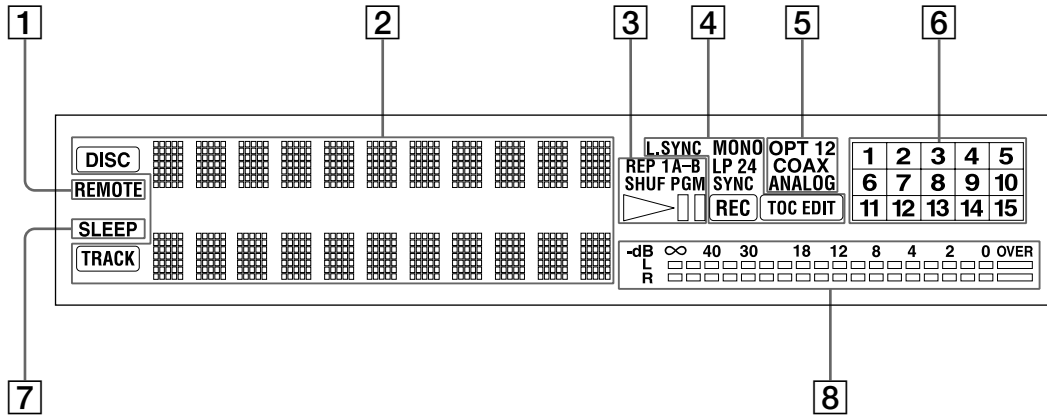 1 2 3 4 5 6
DISC
REMOTE
SLEEP
TRACK
L.SYNC MONO
REP 1 A–B LP 24
SHUF PGM SYNC
REC TOC EDIT
OPT 12
COAX
ANALOG
1 2 3 4 5
6 7 8 9 10
11 12 13 14 15
-dB ∞ 40 30 18 12 8 4 2 0 OVER
L
R
7 8